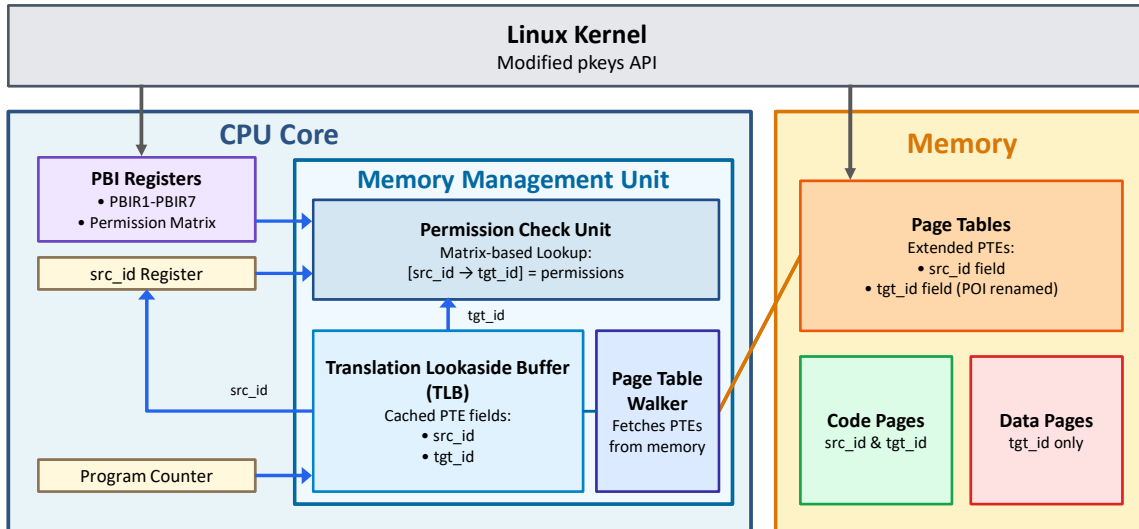 Linux Kernel
Modified pkeys API
CPU Core
PBI Registers
• PBIR1-PBIR7
• Permission Matrix
src_id Register
src_id
Program Counter
Memory Management Unit
Permission Check Unit
Matrix-based Lookup:
[src_id → tgt_id] = permissions
tgt_id
Translation Lookaside Buffer
(TLB)
Cached PTE fields:
• src_id
• tgt_id
Page Table
Walker
Fetches PTEs
from memory
Memory
Page Tables
Extended PTEs:
• src_id field
• tgt_id field (POI renamed)
Code Pages
src_id & tgt_id
Data Pages
tgt_id only